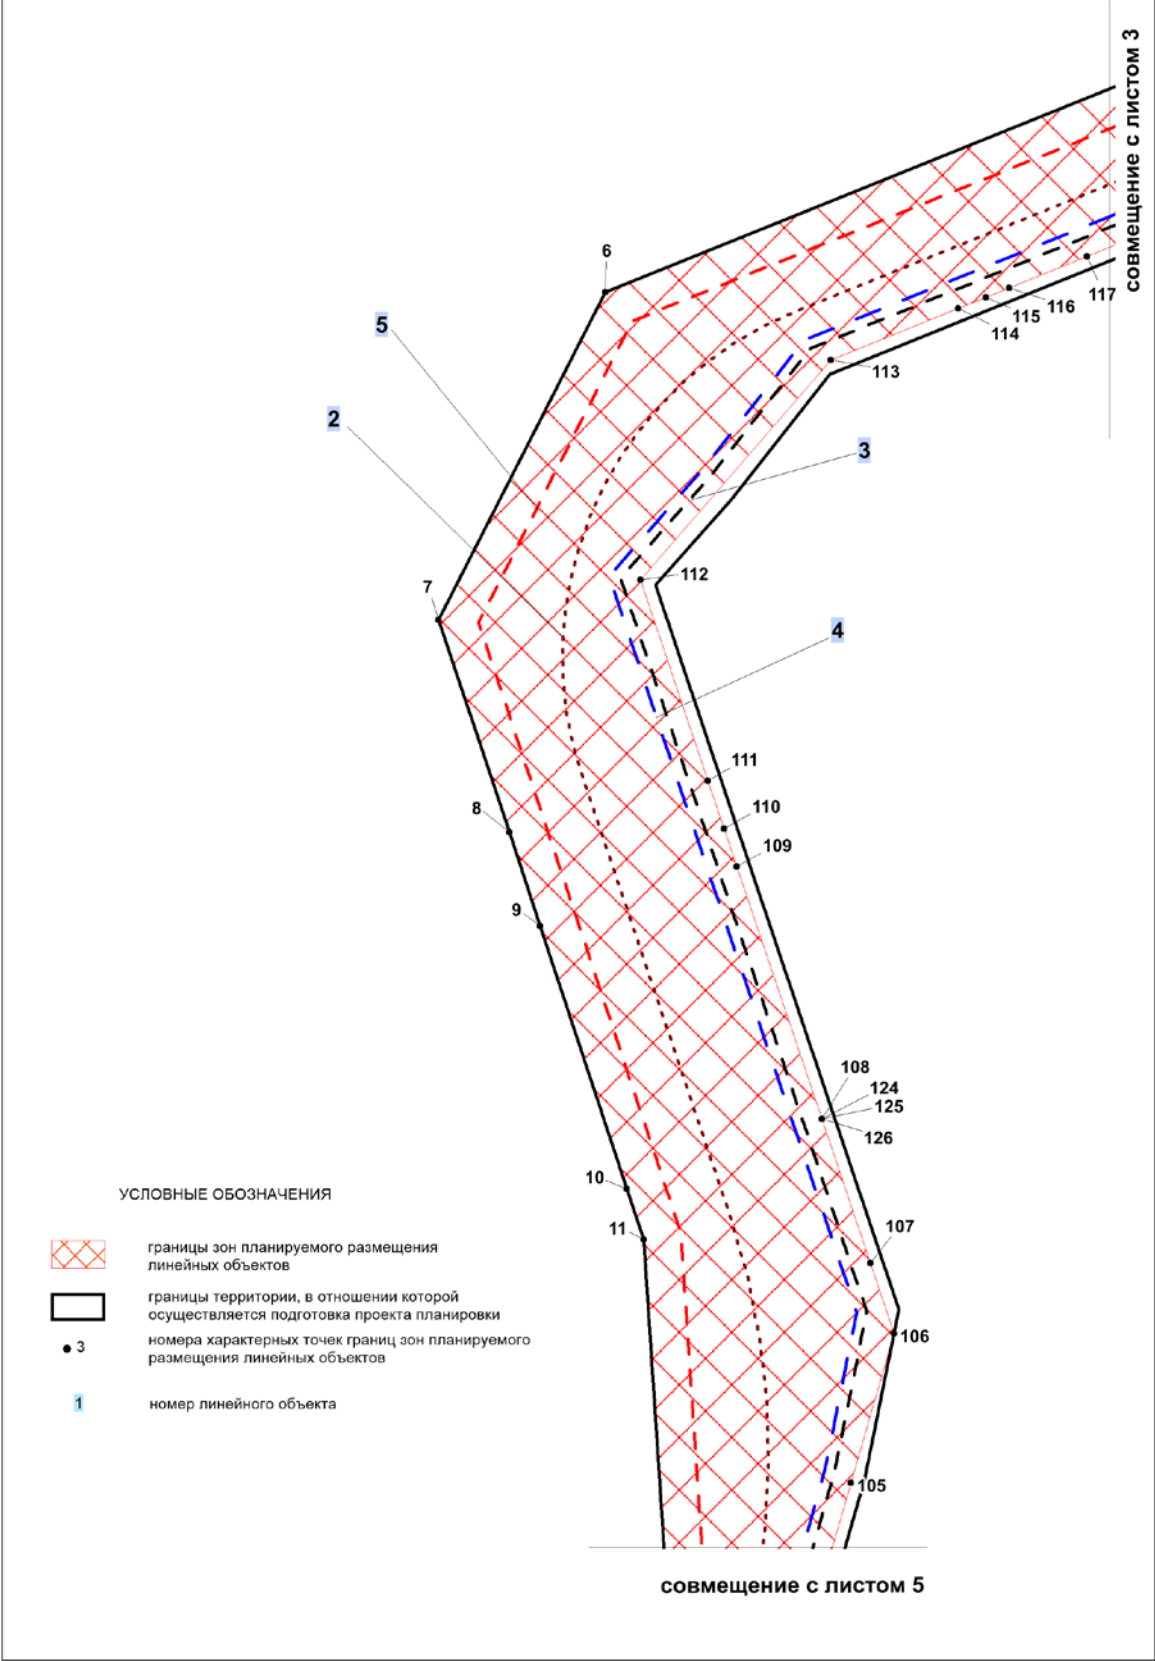 совмещение с листом 3
6
117
116
115
114
5
113
2
3
112
7
4
111
8
110
109
9
108
124
125
126
10
УСЛОВНЫЕ ОБОЗНАЧЕНИЯ
11
107
границы зон планируемого размещения
линейных объектов
границы территории, в отношении которой
осуществляется подготовка проекта планировки
106
3
номера характерных точек границ зон планируемого
размещения линейных объектов
1
номер линейного объекта
105
совмещение с листом 5